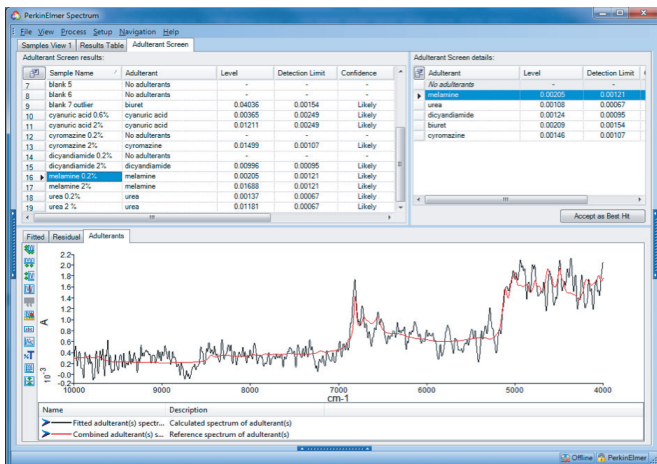 PerkinElmer Spectrum
File View Process Setup Navigation Help
Samples View 1 Results Table Adulterant Screen
Adulterant Screen results:
Sample Name Adulterant Level Detection Limit Confidence
7 blank 5 No adulterants - - -
8 blank 6 No adulterants - - -
9 blank 7 outlier biuret 0.04036 0.00154 Likely
10 cyanuric acid 0.6% cyanuric acid 0.00365 0.00249 Likely
11 cyanuric acid 2% cyanuric acid 0.01211 0.00249 Likely
12 cyromazine 0.2% No adulterants - - -
13 cyromazine 2% cyromazine 0.01499 0.00107 Likely
14 dicyandiamide 0.2% No adulterants - - -
15 dicyandiamide 2% dicyandiamide 0.00996 0.00095 Likely
16 melamine 0.2% melamine 0.00205 0.00121 Likely
17 melamine 2% melamine 0.01688 0.00121 Likely
18 urea 0.2% urea 0.00137 0.00067 Likely
19 urea 2 % urea 0.01181 0.00067 Likely
Adulterant Screen details:
Adulterant Level Detection Limit
No adulterants - -
melamine 0.00205 0.00121
urea 0.00108 0.00067
dicyandiamide 0.00124 0.00095
biuret 0.00209 0.00154
cyromazine 0.00146 0.00107
Accept as Best Hit
Fitted Residual Adulterants
abc
%T
2.2
2.0
1.8
1.6
1.4
1.2
1.0
0.8
0.6
0.4
0.2
-0.0
-0.2
A
10-3
10000 9000 8000 7000 6000 5000 4000
cm-1
Name Description
Fitted adulterant(s) spectr... Calculated spectrum of adulterant(s)
Combined adulterant(s) s... Reference spectrum of adulterant(s)
Offline PerkinElmer